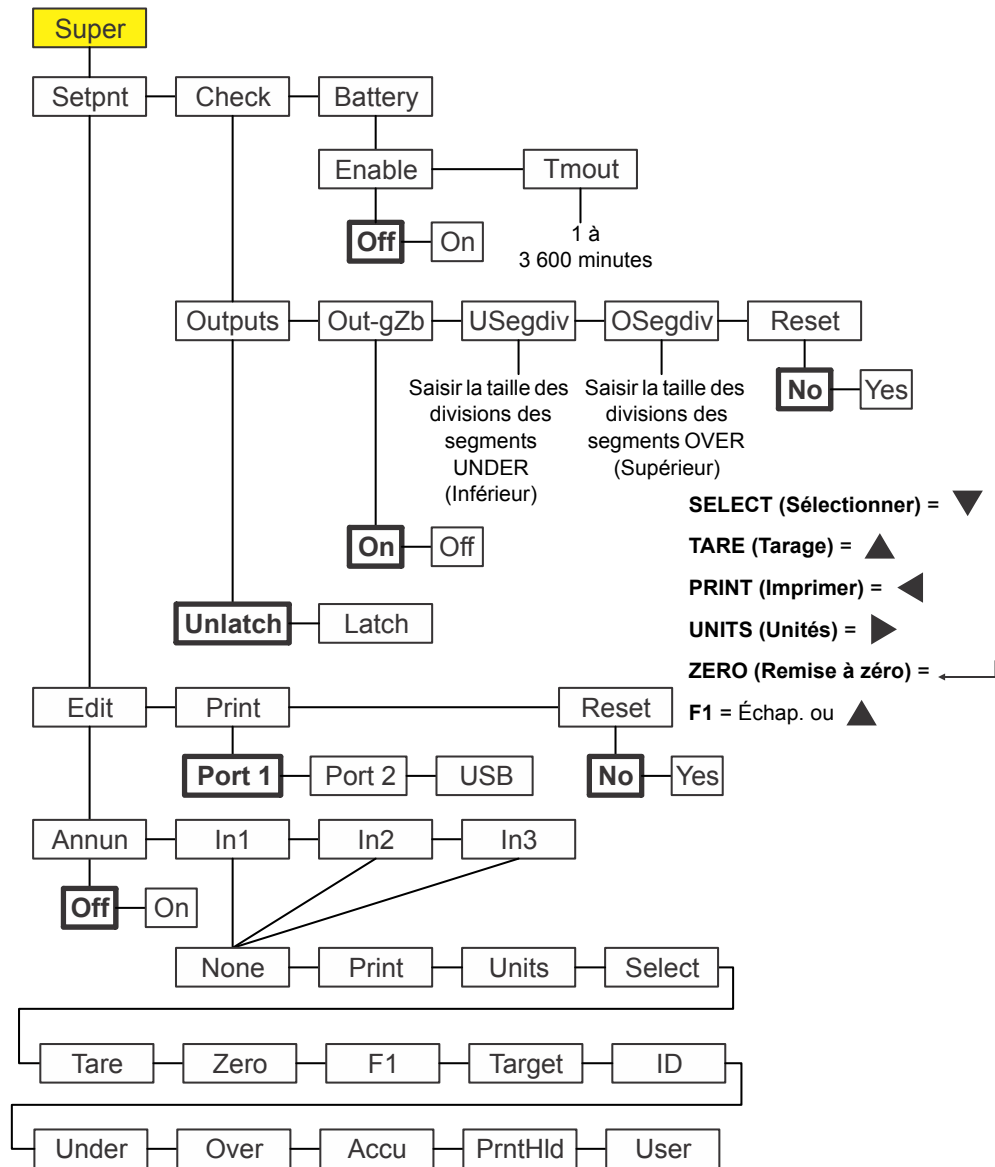 Super
Setpnt Check Battery
Enable Tmout
Off On
1 à
3 600 minutes
Outputs Out-gZb USegdiv OSegdiv Reset
Saisir la taille des
divisions des
segments
UNDER
(Inférieur)
Saisir la taille des
divisions des
segments OVER
(Supérieur)
No Yes
On Off
Unlatch Latch
SELECT (Sélectionner) = ▼
TARE (Tarage) = ▲
PRINT (Imprimer) = ◀
UNITS (Unités) = ▶
ZERO (Remise à zéro) = ↵
F1 = Échap. ou ▲
Edit Print Reset
Port 1 Port 2 USB
No Yes
Annun In1 In2 In3
Off On
None Print Units Select
Tare Zero F1 Target ID
Under Over Accu PrntHld User